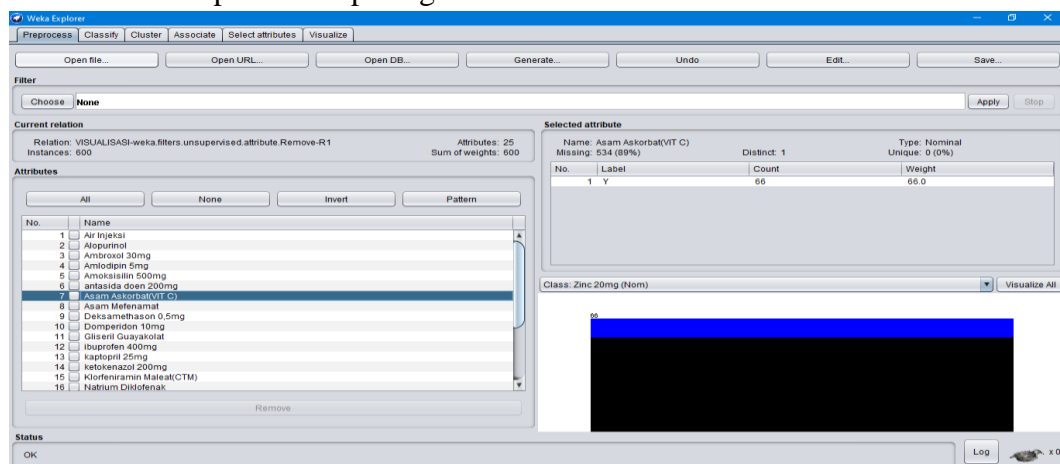 Weka Explorer
Preprocess Classify Cluster Associate Select attributes Visualize
Open file... Open URL... Open DB... Generate... Undo Edit... Save...
Filter
Choose None Apply Stop
Current relation
Relation: VISUALISASI-weka.filters.unsupervised.attribute.Remove-R1 Attributes: 25
Instances: 600 Sum of weights: 600
Attributes
All None Invert Pattern
No. Name
1 Air Injeksi
2 Alopurinol
3 Ambroxol 30mg
4 Amlodipin 5mg
5 Amoksisilin 500mg
6 antasida doen 200mg
7 Asam Askorbat(VIT C)
8 Asam Mefenamat
9 Deksamethason 0,5mg
10 Domperidon 10mg
11 Gliseril Guayakolat
12 ibuprofen 400mg
13 kaptopril 25mg
14 ketokenazol 200mg
15 Klorfeniramin Maleat(CTM)
16 Natrium Diklofenak
Remove
Selected attribute
Name: Asam Askorbat(VIT C) Type: Nominal
Missing: 534 (89%) Distinct: 1 Unique: 0 (0%)
No. Label Count Weight
1 Y 66 66.0
Class: Zinc 20mg (Nom) Visualize All
66
Status
OK Log x 0